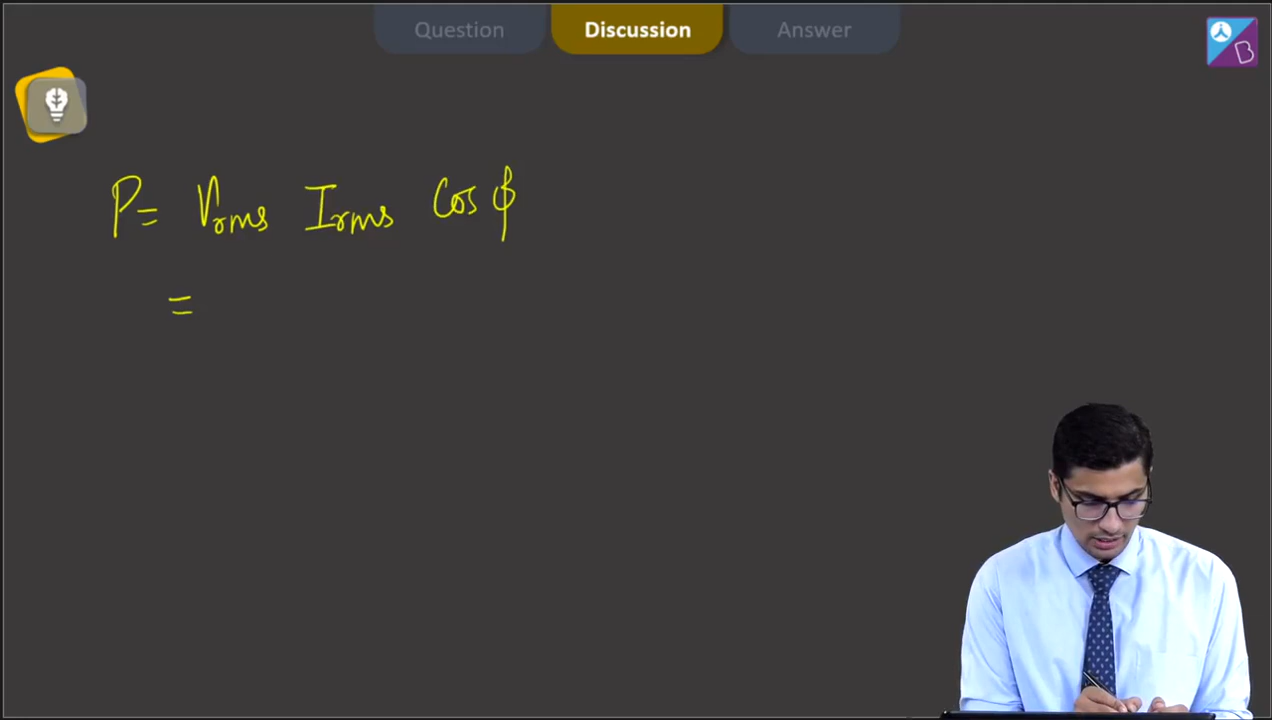 Question Discussion Answer
B
P = Vrms Irms Cos φ
=